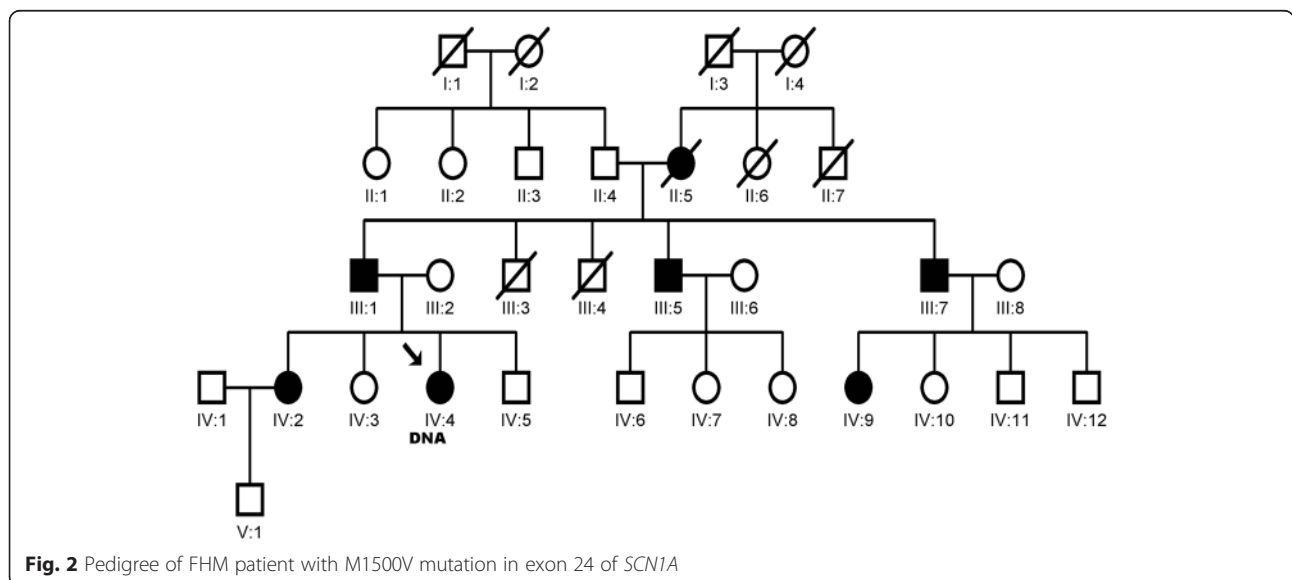 I:1 I:2 I:3 I:4
II:1 II:2 II:3 II:4 II:5 II:6 II:7
III:1 III:2 III:3 III:4 III:5 III:6 III:7 III:8
IV:1 IV:2 IV:3 IV:4 IV:5 IV:6 IV:7 IV:8 IV:9 IV:10 IV:11 IV:12
DNA
V:1
Fig. 2 Pedigree of FHM patient with M1500V mutation in exon 24 of SCN1A